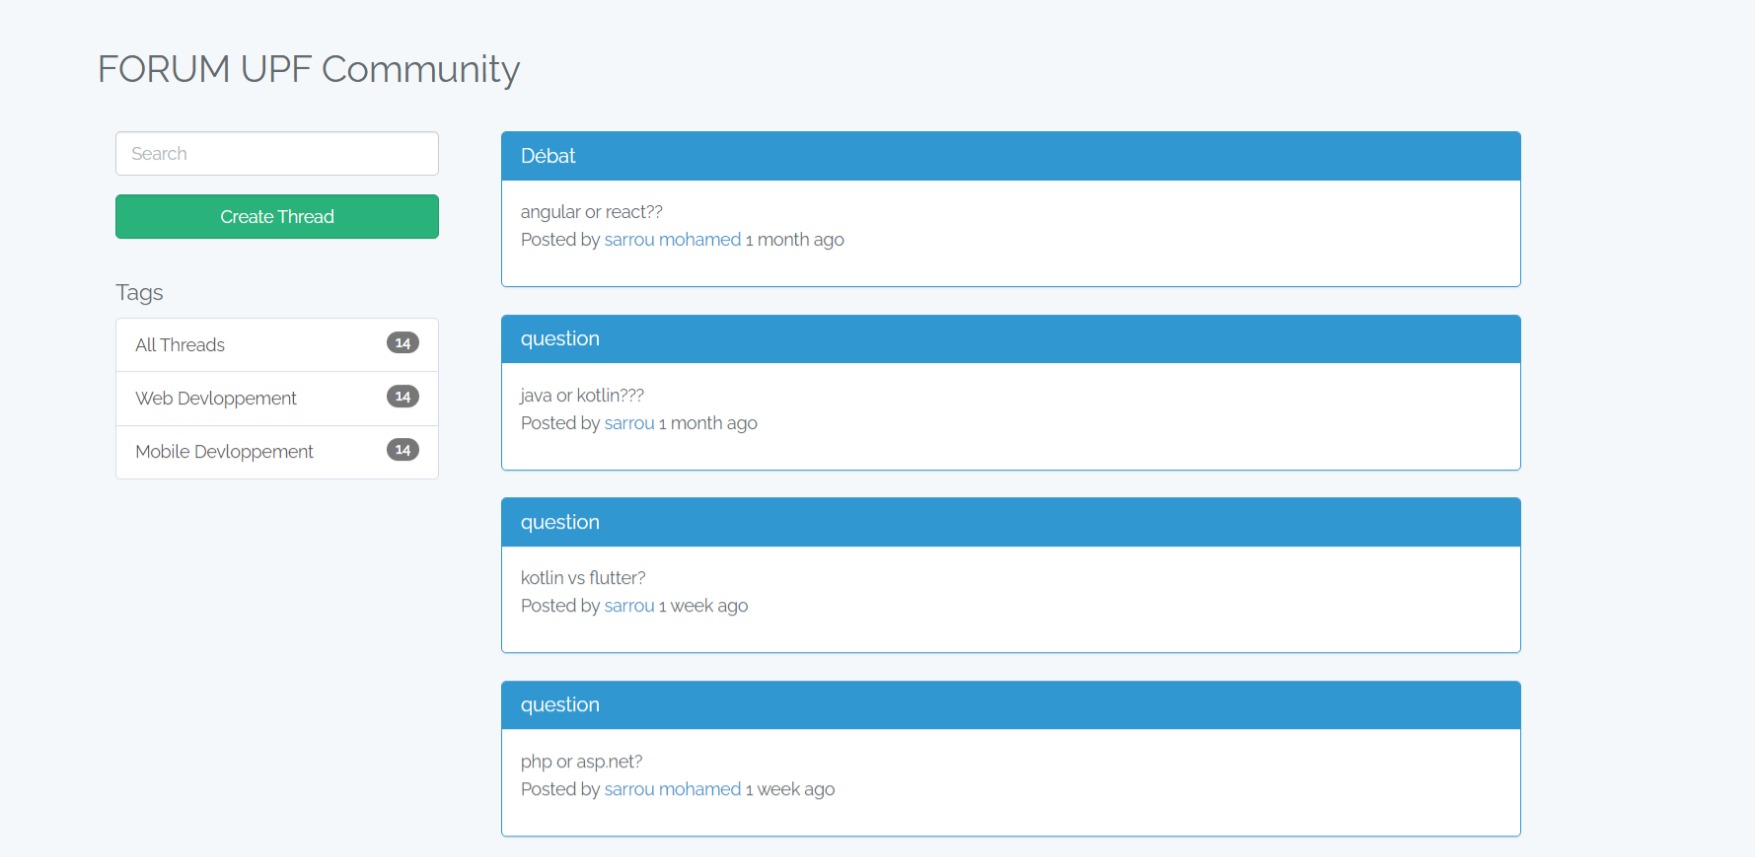 FORUM UPF Community
Search
Create Thread
Tags
All Threads 14
Web Devloppement 14
Mobile Devloppement 14
Débat
angular or react??
Posted by sarrou mohamed 1 month ago
question
java or kotlin???
Posted by sarrou 1 month ago
question
kotlin vs flutter?
Posted by sarrou 1 week ago
question
php or asp.net?
Posted by sarrou mohamed 1 week ago